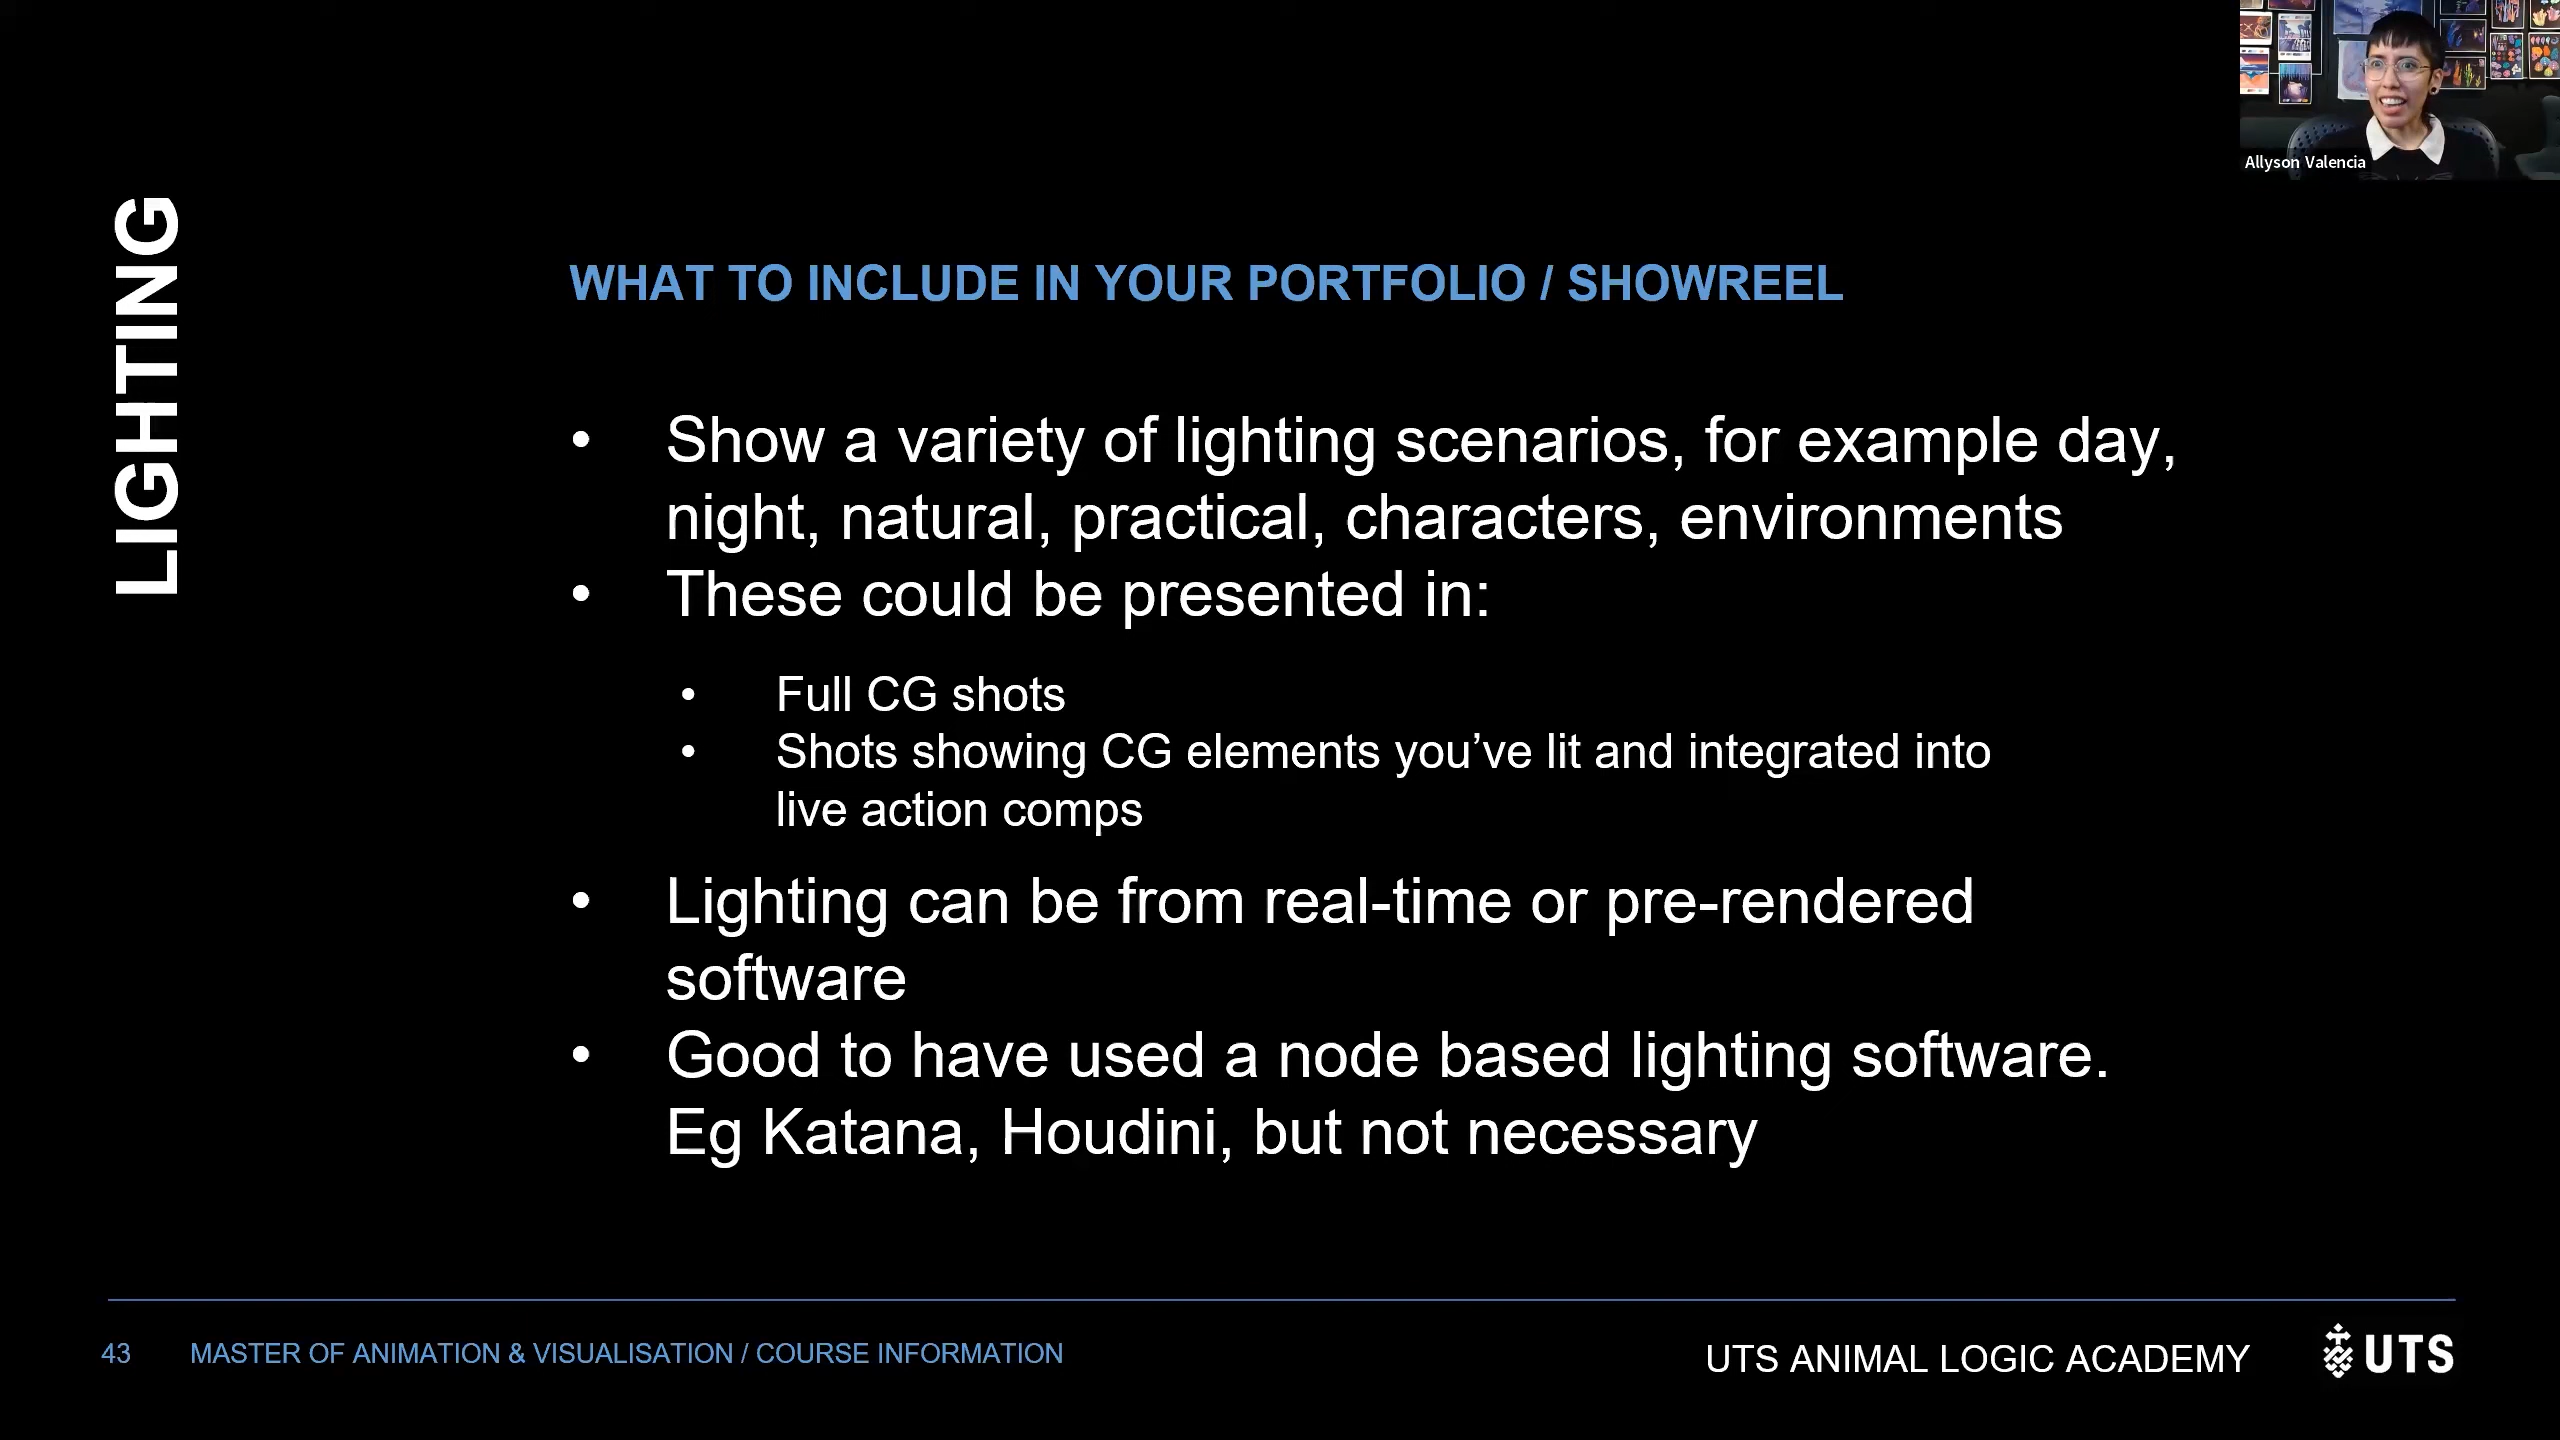 Allyson Valencia
LIGHTING
WHAT TO INCLUDE IN YOUR PORTFOLIO / SHOWREEL
• Show a variety of lighting scenarios, for example day,
night, natural, practical, characters, environments
• These could be presented in:
• Full CG shots
• Shots showing CG elements you’ve lit and integrated into
live action comps
• Lighting can be from real-time or pre-rendered
software
• Good to have used a node based lighting software.
Eg Katana, Houdini, but not necessary
43 MASTER OF ANIMATION & VISUALISATION / COURSE INFORMATION
UTS ANIMAL LOGIC ACADEMY
UTS